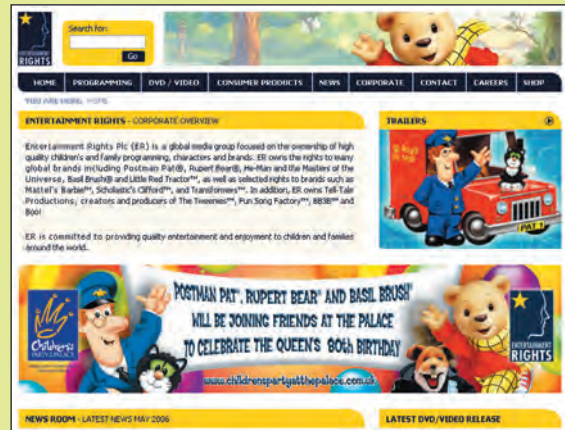 Search for:
Go
ENTERTAINMENT
RIGHTS
HOME PROGRAMMING DVD / VIDEO CONSUMER PRODUCTS NEWS CORPORATE CONTACT CAREERS SHOP
YOU ARE HERE: HOME
ENTERTAINMENT RIGHTS - CORPORATE OVERVIEW
Entertainment Rights Plc (ER) is a global media group focused on the ownership of high
quality children's and family programming, characters and brands. ER owns the rights to many
global brands including Postman Pat®, Rupert Bear®, He-Man and the Masters of the
Universe, Basil Brush® and Little Red Tractor™, as well as selected rights to brands such as
Mattel's Barbie™, Scholastic's Clifford™, and Transformers™. In addition, ER owns Tell-Tale
Productions, creators and producers of The Tweenies™, Fun Song Factory™, BB3B™ and
Boo!
ER is committed to providing quality entertainment and enjoyment to children and families
around the world.
TRAILERS
PAT 1
Children's
PARTY AT THE PALACE
POSTMAN PAT®, RUPERT BEAR® AND BASIL BRUSH®
WILL BE JOINING FRIENDS AT THE PALACE
TO CELEBRATE THE QUEEN'S 80th BIRTHDAY
www.childrenspartyatthepalace.co.uk
ENTERTAINMENT
RIGHTS
NEWS ROOM - LATEST NEWS MAY 2006
LATEST DVD/VIDEO RELEASE